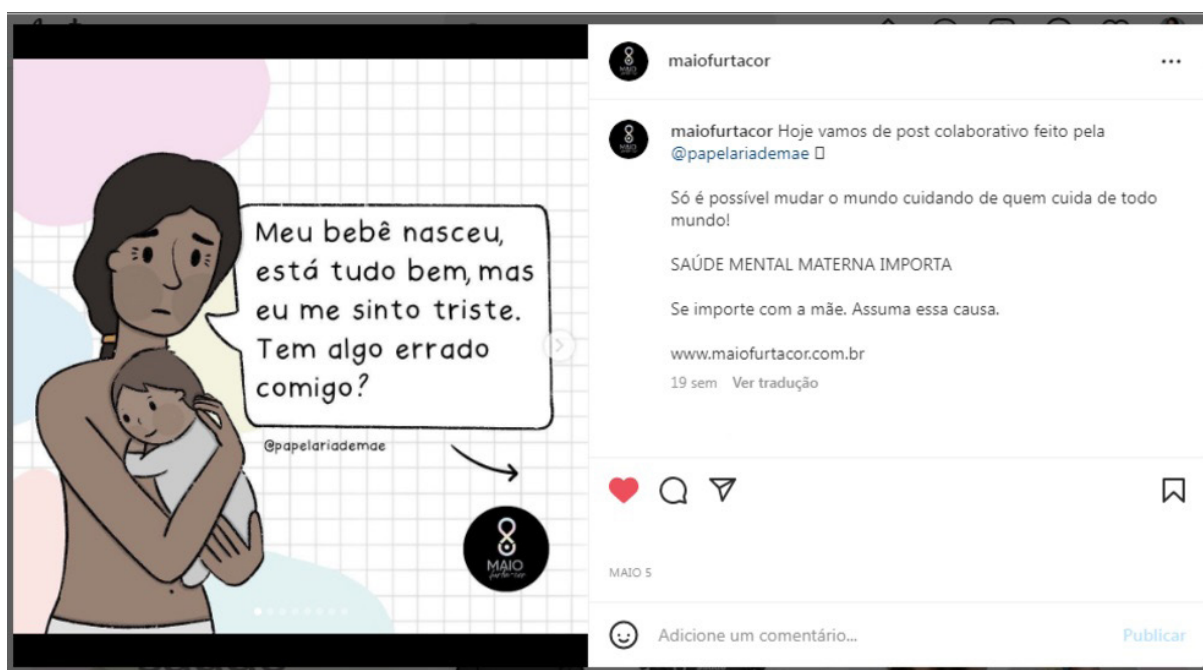 Meu bebê nasceu,
está tudo bem, mas
eu me sinto triste.
Tem algo errado
comigo?
@papelariademae
MAIO
furta-cor
maiofurtacor
maiofurtacor Hoje vamos de post colaborativo feito pela
@papelariademae
Só é possível mudar o mundo cuidando de quem cuida de todo
mundo!
SAÚDE MENTAL MATERNA IMPORTA
Se importe com a mãe. Assuma essa causa.
www.maiofurtacor.com.br
19 sem Ver tradução
MAIO 5
Adicione um comentário... Publicar